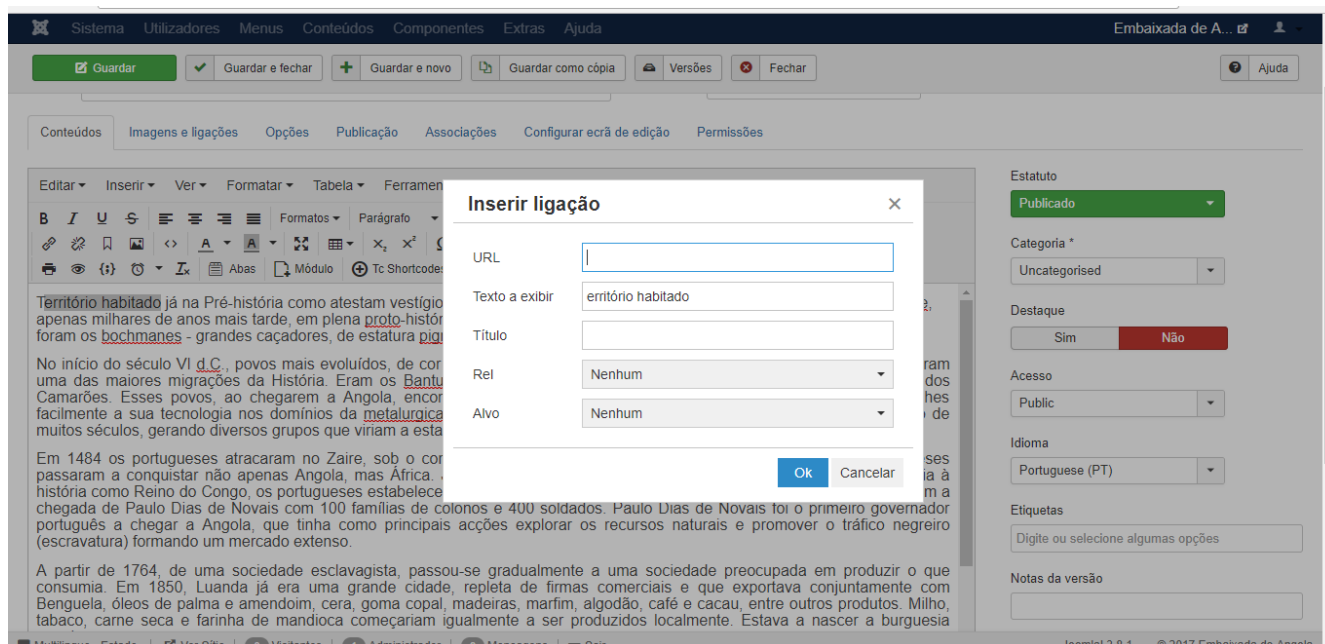 Sistema Utilizadores Menus Conteúdos Componentes Extras Ajuda Embaixada de A...
Guardar Guardar e fechar Guardar e novo Guardar como cópia Versões Fechar Ajuda
Conteúdos Imagens e ligações Opções Publicação Associações Configurar ecrã de edição Permissões
Editar Inserir Ver Formatar Tabela Ferramen
B I U S Formatos Parágrafo
A A X₂ X²
Abas Módulo Tc Shortcodes
Território habitado já na Pré-história como atestam vestígio
apenas milhares de anos mais tarde, em plena proto-histór
foram os bochmanes - grandes caçadores, de estatura pig
No início do século VI d.C., povos mais evoluídos, de cor ram
uma das maiores migrações da História. Eram os Bantu dos
Camarões. Esses povos, ao chegarem a Angola, encon lhes
facilmente a sua tecnologia nos domínios da metalurgica o de
muitos séculos, gerando diversos grupos que viriam a esta
Em 1484 os portugueses atracaram no Zaire, sob o cor ses
passaram a conquistar não apenas Angola, mas África. ia à
história como Reino do Congo, os portugueses estabelece m a
chegada de Paulo Dias de Novais com 100 famílias de colonos e 400 soldados. Paulo Dias de Novais foi o primeiro governador
português a chegar a Angola, que tinha como principais acções explorar os recursos naturais e promover o tráfico negreiro
(escravatura) formando um mercado extenso.
A partir de 1764, de uma sociedade esclavagista, passou-se gradualmente a uma sociedade preocupada em produzir o que
consumia. Em 1850, Luanda já era uma grande cidade, repleta de firmas comerciais e que exportava conjuntamente com
Benguela, óleos de palma e amendoim, cera, goma copal, madeiras, marfim, algodão, café e cacau, entre outros produtos. Milho,
tabaco, carne seca e farinha de mandioca começariam igualmente a ser produzidos localmente. Estava a nascer a burguesia
Inserir ligação
URL
Texto a exibir erritório habitado
Título
Rel Nenhum
Alvo Nenhum
Ok Cancelar
Estatuto
Publicado
Categoria *
Uncategorised
Destaque
Sim Não
Acesso
Public
Idioma
Portuguese (PT)
Etiquetas
Digite ou selecione algumas opções
Notas da versão